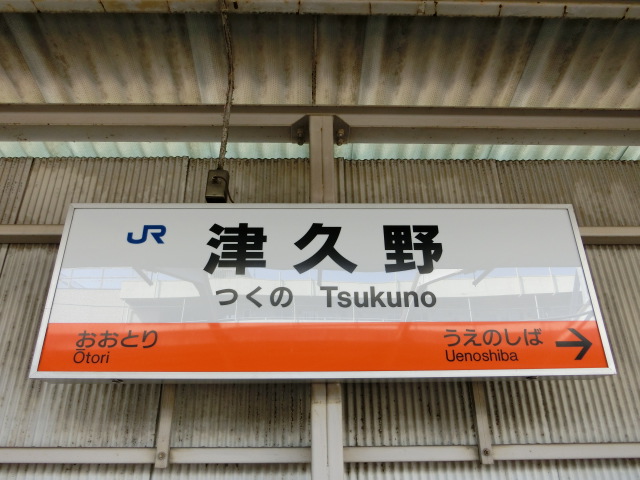 JR 津久野
つくの Tsukuno
おおとり うえのしば →
Ōtori Uenoshiba